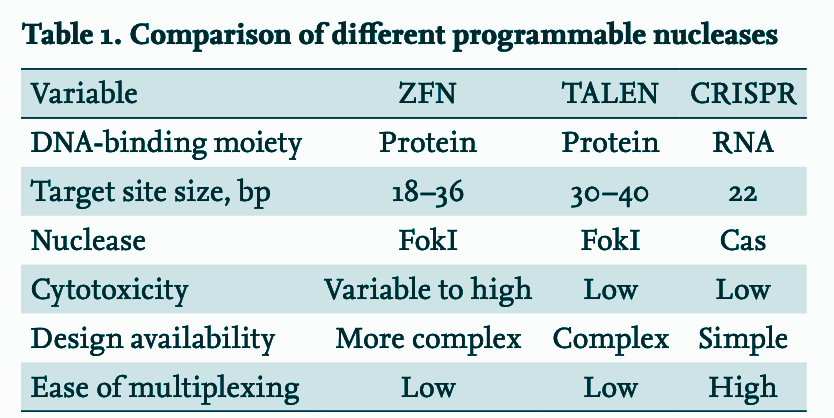 Table 1. Comparison of different programmable nucleases
Variable ZFN TALEN CRISPR
DNA-binding moiety Protein Protein RNA
Target site size, bp 18–36 30–40 22
Nuclease FokI FokI Cas
Cytotoxicity Variable to high Low Low
Design availability More complex Complex Simple
Ease of multiplexing Low Low High